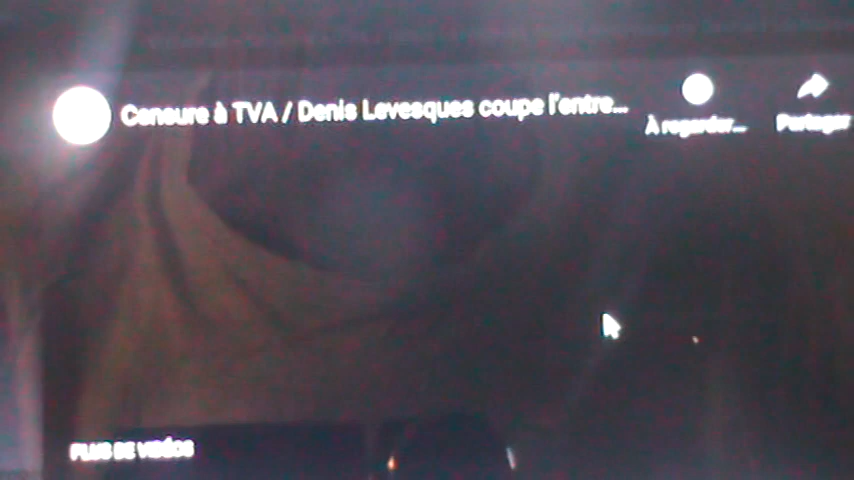 Censure à TVA / Denis Levesques coupe l'entre...
À regarder...
Partager
PLUS DE VIDÉOS